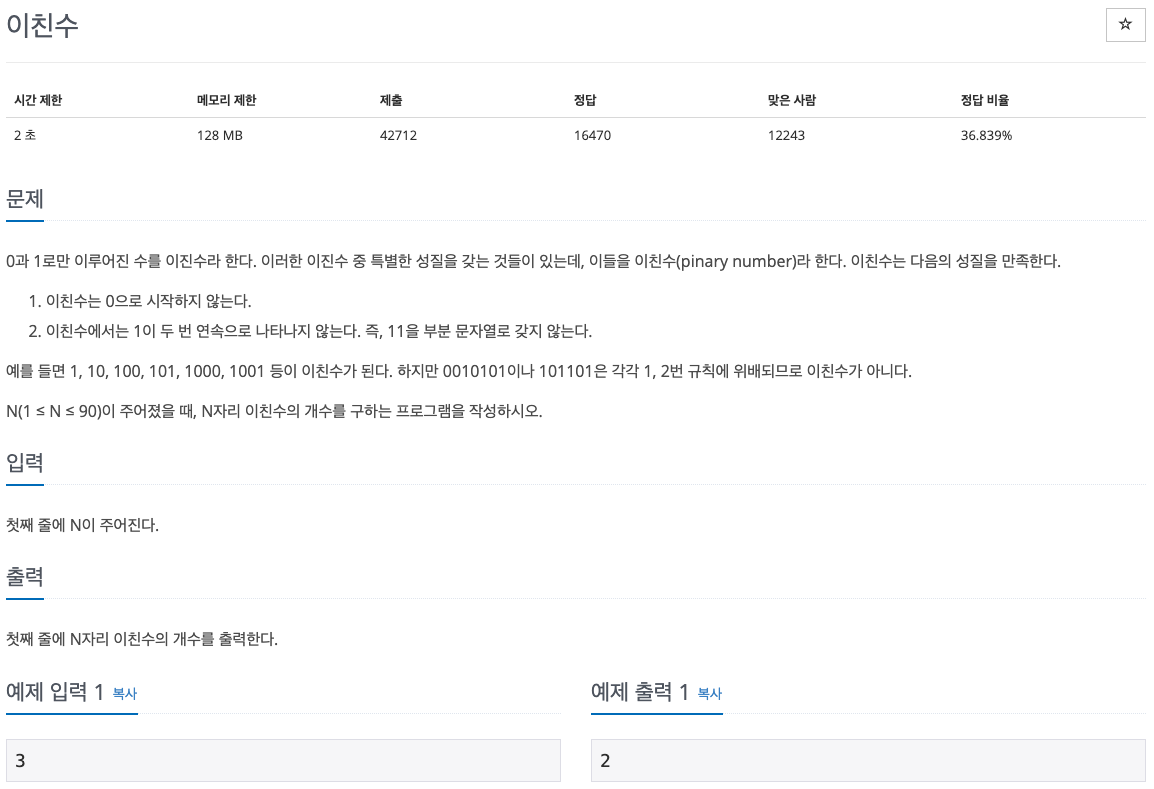 이친수
☆
시간 제한 메모리 제한 제출 정답 맞은 사람 정답 비율
2 초 128 MB 42712 16470 12243 36.839%
문제
0과 1로만 이루어진 수를 이진수라 한다. 이러한 이진수 중 특별한 성질을 갖는 것들이 있는데, 이들을 이친수(pinary number)라 한다. 이친수는 다음의 성질을 만족한다.
1. 이친수는 0으로 시작하지 않는다.
2. 이친수에서는 1이 두 번 연속으로 나타나지 않는다. 즉, 11을 부분 문자열로 갖지 않는다.
예를 들면 1, 10, 100, 101, 1000, 1001 등이 이친수가 된다. 하지만 0010101이나 101101은 각각 1, 2번 규칙에 위배되므로 이친수가 아니다.
N(1 ≤ N ≤ 90)이 주어졌을 때, N자리 이친수의 개수를 구하는 프로그램을 작성하시오.
입력
첫째 줄에 N이 주어진다.
출력
첫째 줄에 N자리 이친수의 개수를 출력한다.
예제 입력 1 복사
3
예제 출력 1 복사
2